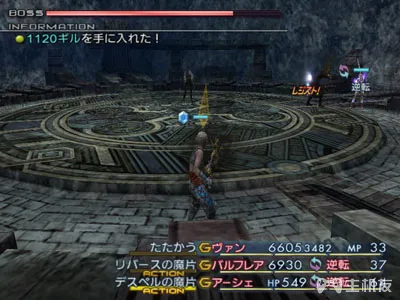 BOSS
INFORMATION
1120ギルを手に入れた!
レジスト!
逆転
たたかう Gヴァン 6605 3482 MP 33
リバースの魔片 Gバルフレア 6930 逆転 37
ACTION
デスペルの魔片 Gアーシェ HP 549 逆転
ACTION